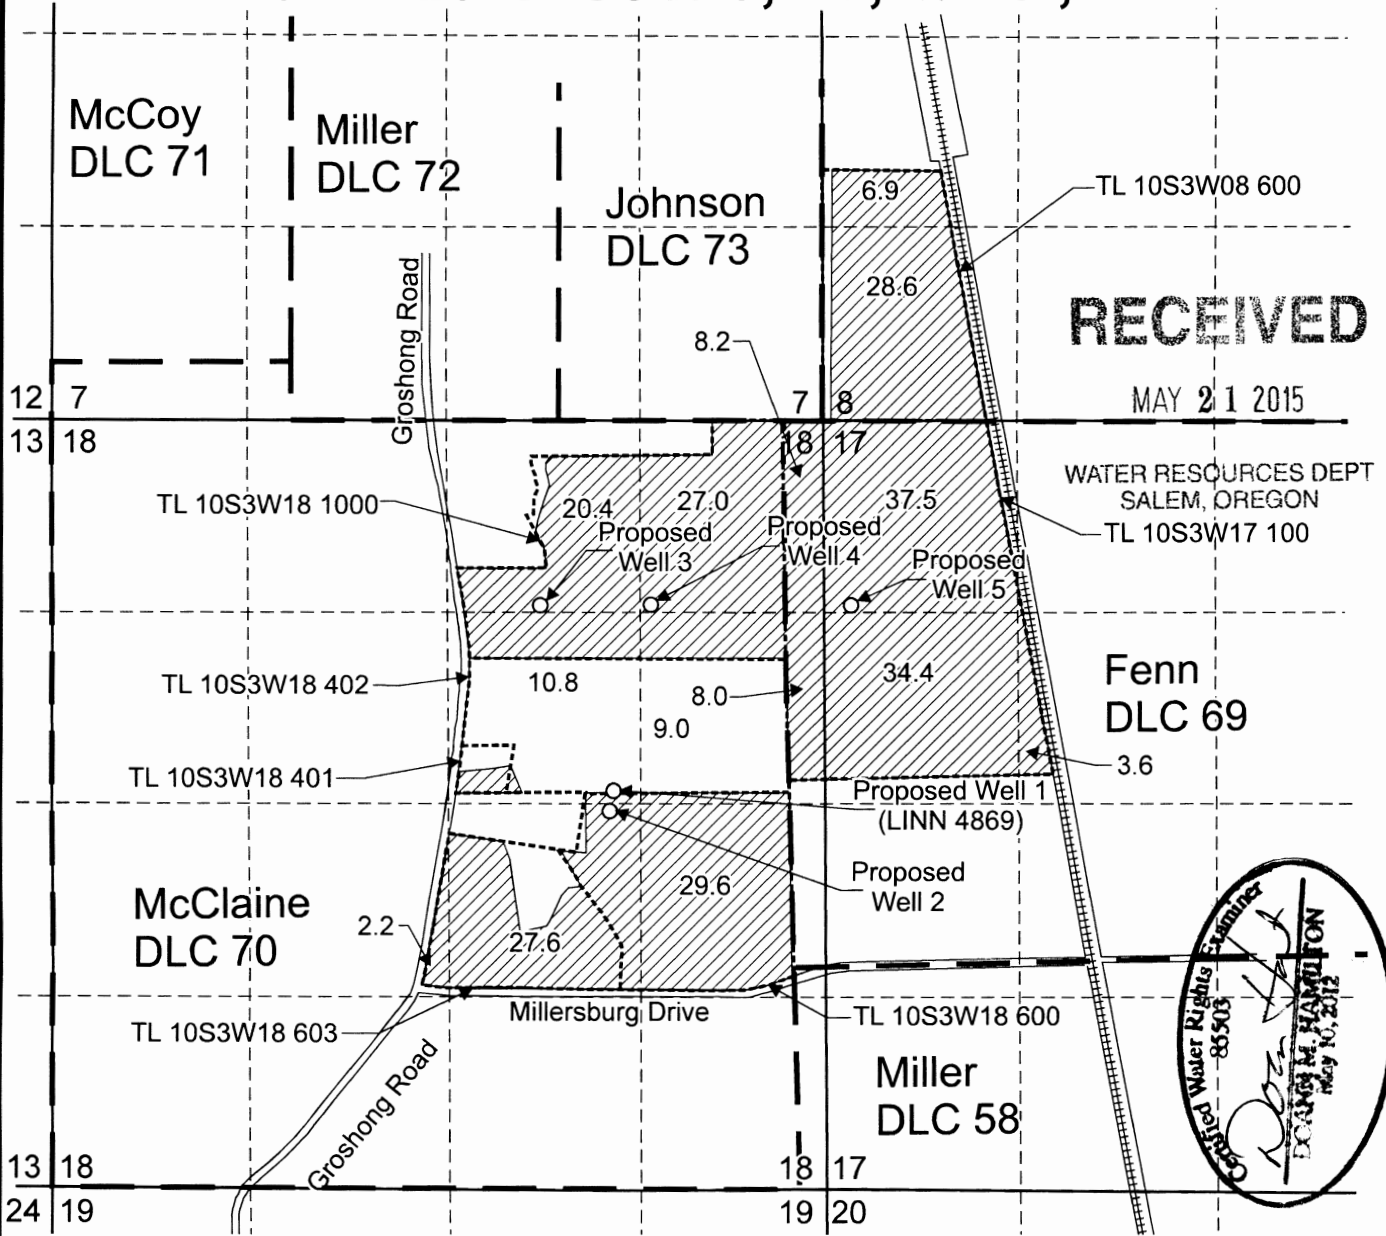 McCoy
DLC 71
Miller
DLC 72
Johnson
DLC 73
6.9
TL 10S3W08 600
28.6
Groshong Road
8.2
RECEIVED
MAY 21 2015
WATER RESOURCES DEPT
SALEM, OREGON
12 7
7 8
13 18
18 17
TL 10S3W18 1000
20.4
27.0
37.5
Proposed
Well 3
Proposed
Well 4
Proposed
Well 5
TL 10S3W17 100
TL 10S3W18 402
10.8
8.0
34.4
9.0
Fenn
DLC 69
TL 10S3W18 401
3.6
Proposed Well 1
(LINN 4869)
Proposed
Well 2
29.6
McClaine
DLC 70
2.2
27.6
TL 10S3W18 603
Millersburg Drive
TL 10S3W18 600
Groshong Road
Miller
DLC 58
Certified Water Rights Examiner
85503
DOANN M. HAMILTON
May 10, 2012
13 18
18 17
24 19
19 20